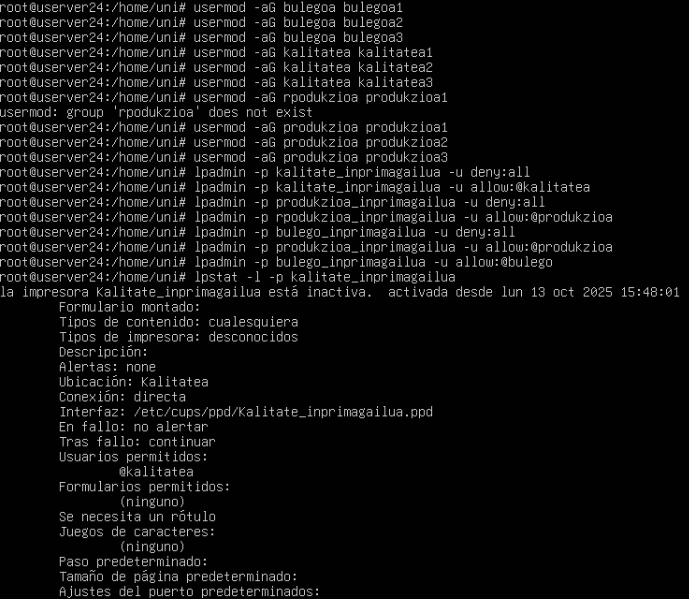 root@userver24:/home/uni# usermod -aG bulegoa bulegoa1
root@userver24:/home/uni# usermod -aG bulegoa bulegoa2
root@userver24:/home/uni# usermod -aG bulegoa bulegoa3
root@userver24:/home/uni# usermod -aG kalitatea kalitatea1
root@userver24:/home/uni# usermod -aG kalitatea kalitatea2
root@userver24:/home/uni# usermod -aG kalitatea kalitatea3
root@userver24:/home/uni# usermod -aG rpodukzioa produkzioa1
usermod: group 'rpodukzioa' does not exist
root@userver24:/home/uni# usermod -aG produkzioa produkzioa1
root@userver24:/home/uni# usermod -aG produkzioa produkzioa2
root@userver24:/home/uni# usermod -aG produkzioa produkzioa3
root@userver24:/home/uni# lpadmin -p kalitate_inprimagailua -u deny:all
root@userver24:/home/uni# lpadmin -p kalitate_inprimagailua -u allow:@kalitatea
root@userver24:/home/uni# lpadmin -p produkzioa_inprimagailua -u deny:all
root@userver24:/home/uni# lpadmin -p rpodukzioa_inprimagailua -u allow:@produkzioa
root@userver24:/home/uni# lpadmin -p bulego_inprimagailua -u deny:all
root@userver24:/home/uni# lpadmin -p produkzioa_inprimagailua -u allow:@produkzioa
root@userver24:/home/uni# lpadmin -p bulego_inprimagailua -u allow:@bulego
root@userver24:/home/uni# lpstat -l -p kalitate_inprimagailua
la impresora Kalitate_inprimagailua está inactiva. activada desde lun 13 oct 2025 15:48:01
Formulario montado:
Tipos de contenido: cualesquiera
Tipos de impresora: desconocidos
Descripción:
Alertas: none
Ubicación: Kalitatea
Conexión: directa
Interfaz: /etc/cups/ppd/Kalitate_inprimagailua.ppd
En fallo: no alertar
Tras fallo: continuar
Usuarios permitidos:
@kalitatea
Formularios permitidos:
(ninguno)
Se necesita un rótulo
Juegos de caracteres:
(ninguno)
Paso predeterminado:
Tamaño de página predeterminado:
Ajustes del puerto predeterminados: